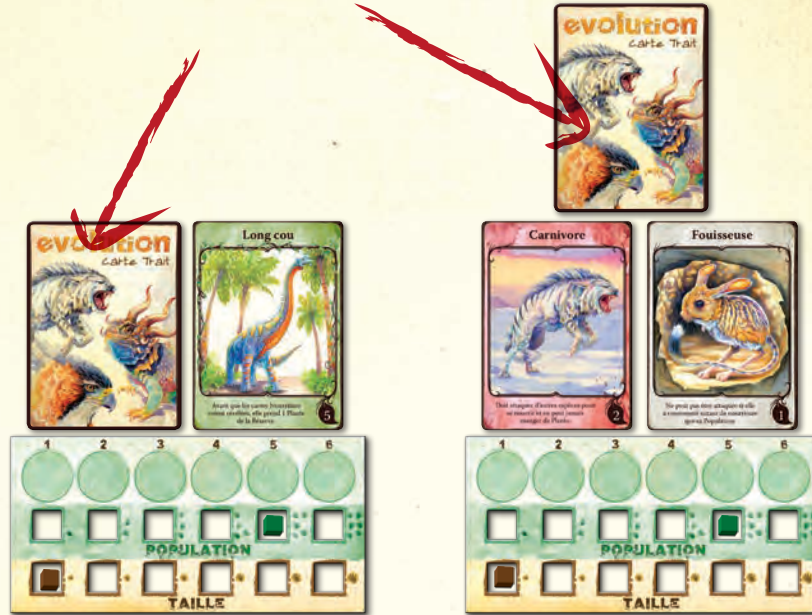 evolution
Carte Trait
evolution
Carte Trait
Long cou
Avant que les cartes Nourriture
soient révélées, elle prend 1 Plante
de la Réserve.
5
Carnivore
Doit attaquer d'autres espèces pour
se nourrir et ne peut jamais
manger de Plante.
2
Fouisseuse
Ne peut pas être attaquée si elle
a consommé autant de nourriture
que sa Population.
1
1 2 3 4 5 6
POPULATION
TAILLE
1 2 3 4 5 6
POPULATION
TAILLE